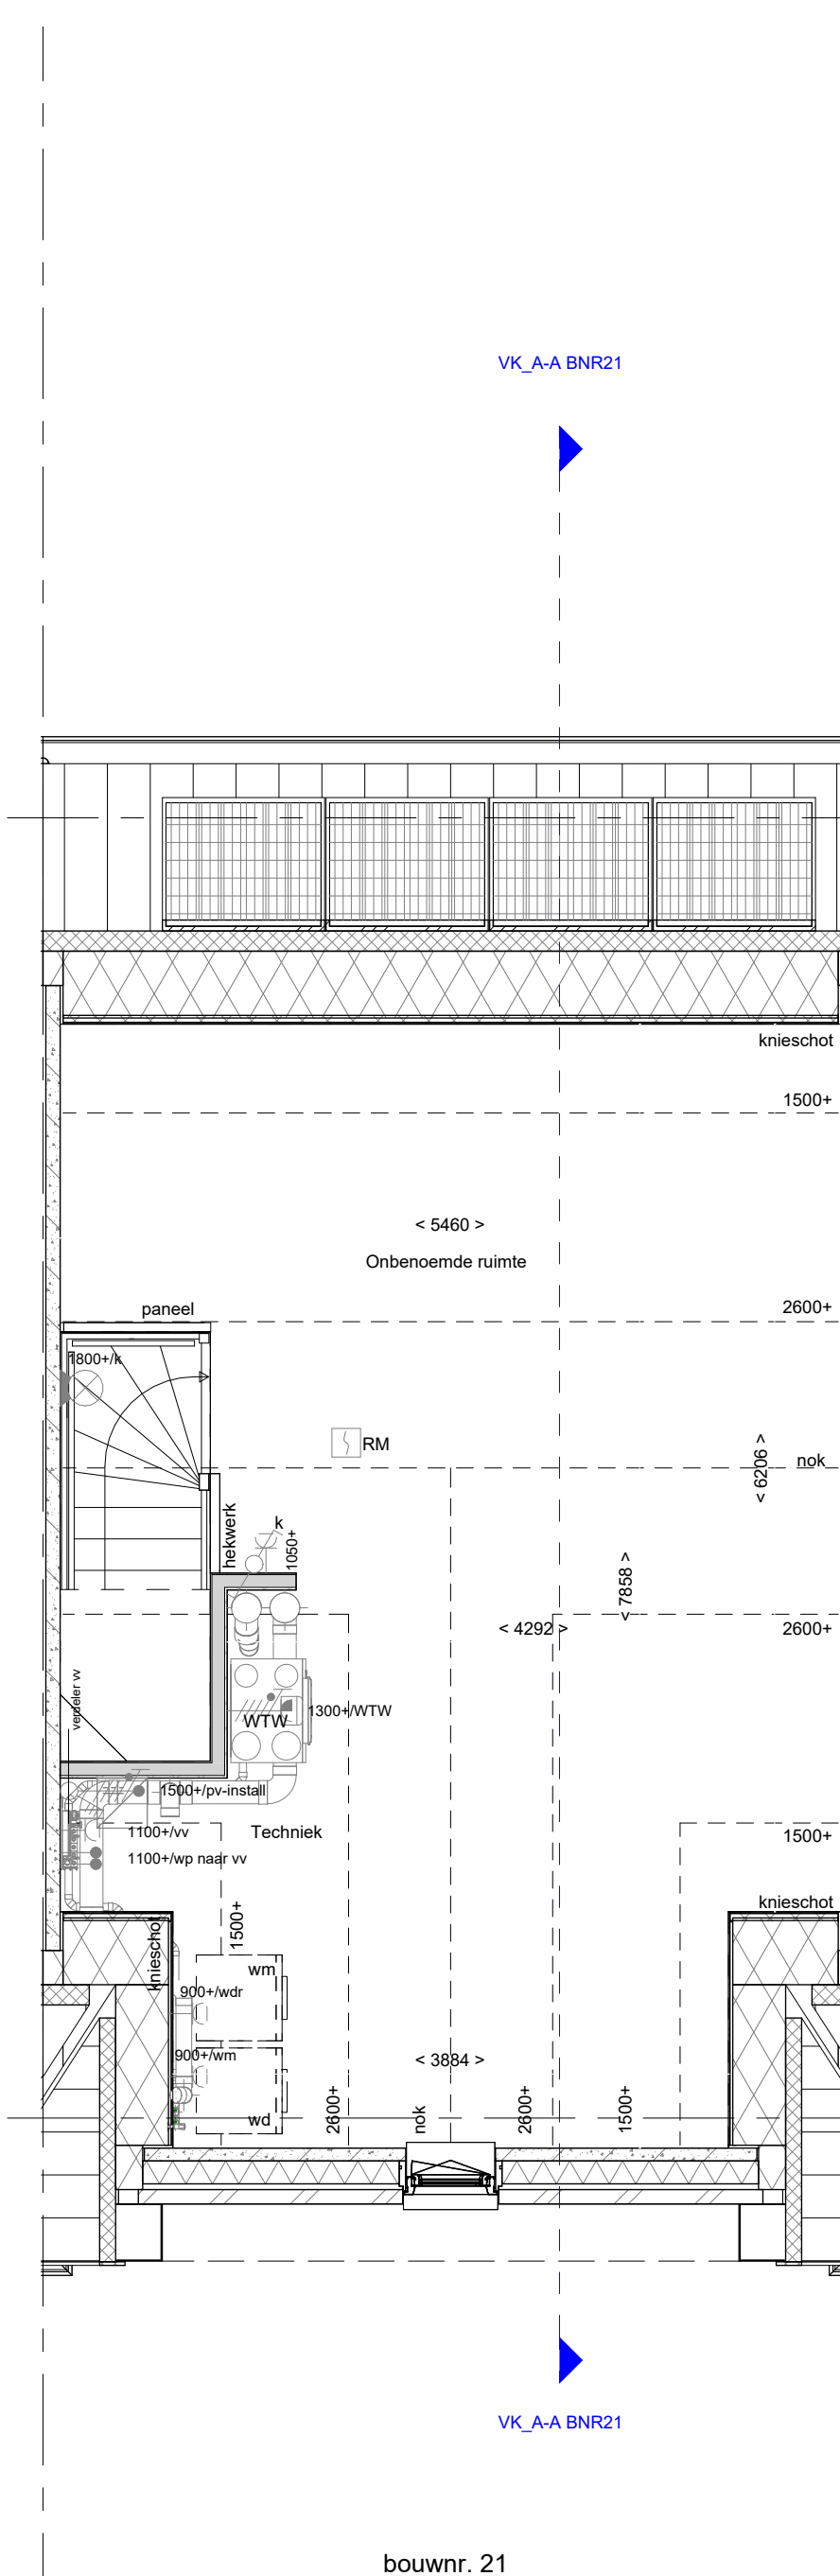 VK_A-A BNR21
knieschot
1500+
< 5460 >
Onbenoemde ruimte
paneel
2600+
1800+/k
RM
< 6206 >
nok
hekwerk
k
1050+
< 7858 >
< 4292 >
2600+
verdeler vv
1300+/WTW
WTW
1500+/pv-install
1100+/vv
Techniek
1500+
1100+/wp naar vv
knieschot
knieschot
1500+
wm
900+/wdr
900+/wm
< 3884 >
wd
2600+
nok
2600+
1500+
VK_A-A BNR21
bouwnr. 21